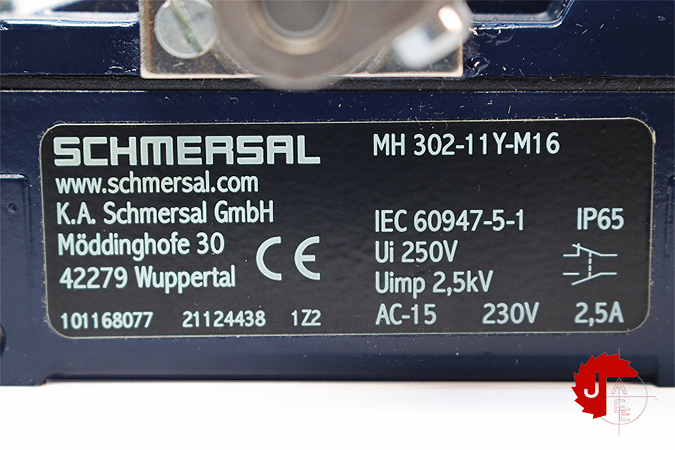 SCHMERSAL
www.schmersal.com
K.A. Schmersal GmbH
Möddinghofe 30
42279 Wuppertal
CE
101168077 21124438 1Z2
MH 302-11Y-M16
IEC 60947-5-1 IP65
Ui 250V
Uimp 2,5kV
AC-15 230V 2,5A
J